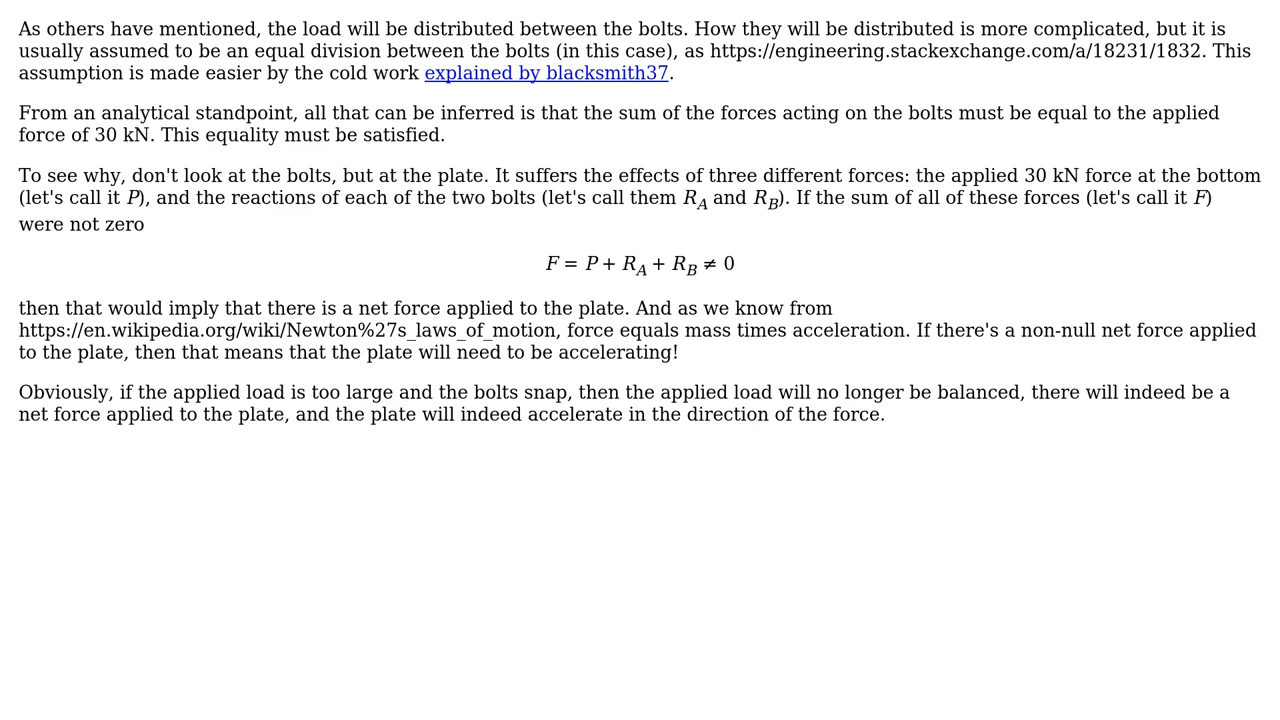 As others have mentioned, the load will be distributed between the bolts. How they will be distributed is more complicated, but it is
usually assumed to be an equal division between the bolts (in this case), as https://engineering.stackexchange.com/a/18231/1832. This
assumption is made easier by the cold work explained by blacksmith37.
From an analytical standpoint, all that can be inferred is that the sum of the forces acting on the bolts must be equal to the applied
force of 30 kN. This equality must be satisfied.
To see why, don't look at the bolts, but at the plate. It suffers the effects of three different forces: the applied 30 kN force at the bottom
(let's call it P), and the reactions of each of the two bolts (let's call them R_A and R_B). If the sum of all of these forces (let's call it F)
were not zero
F = P + R_A + R_B ≠ 0
then that would imply that there is a net force applied to the plate. And as we know from
https://en.wikipedia.org/wiki/Newton%27s_laws_of_motion, force equals mass times acceleration. If there's a non-null net force applied
to the plate, then that means that the plate will need to be accelerating!
Obviously, if the applied load is too large and the bolts snap, then the applied load will no longer be balanced, there will indeed be a
net force applied to the plate, and the plate will indeed accelerate in the direction of the force.